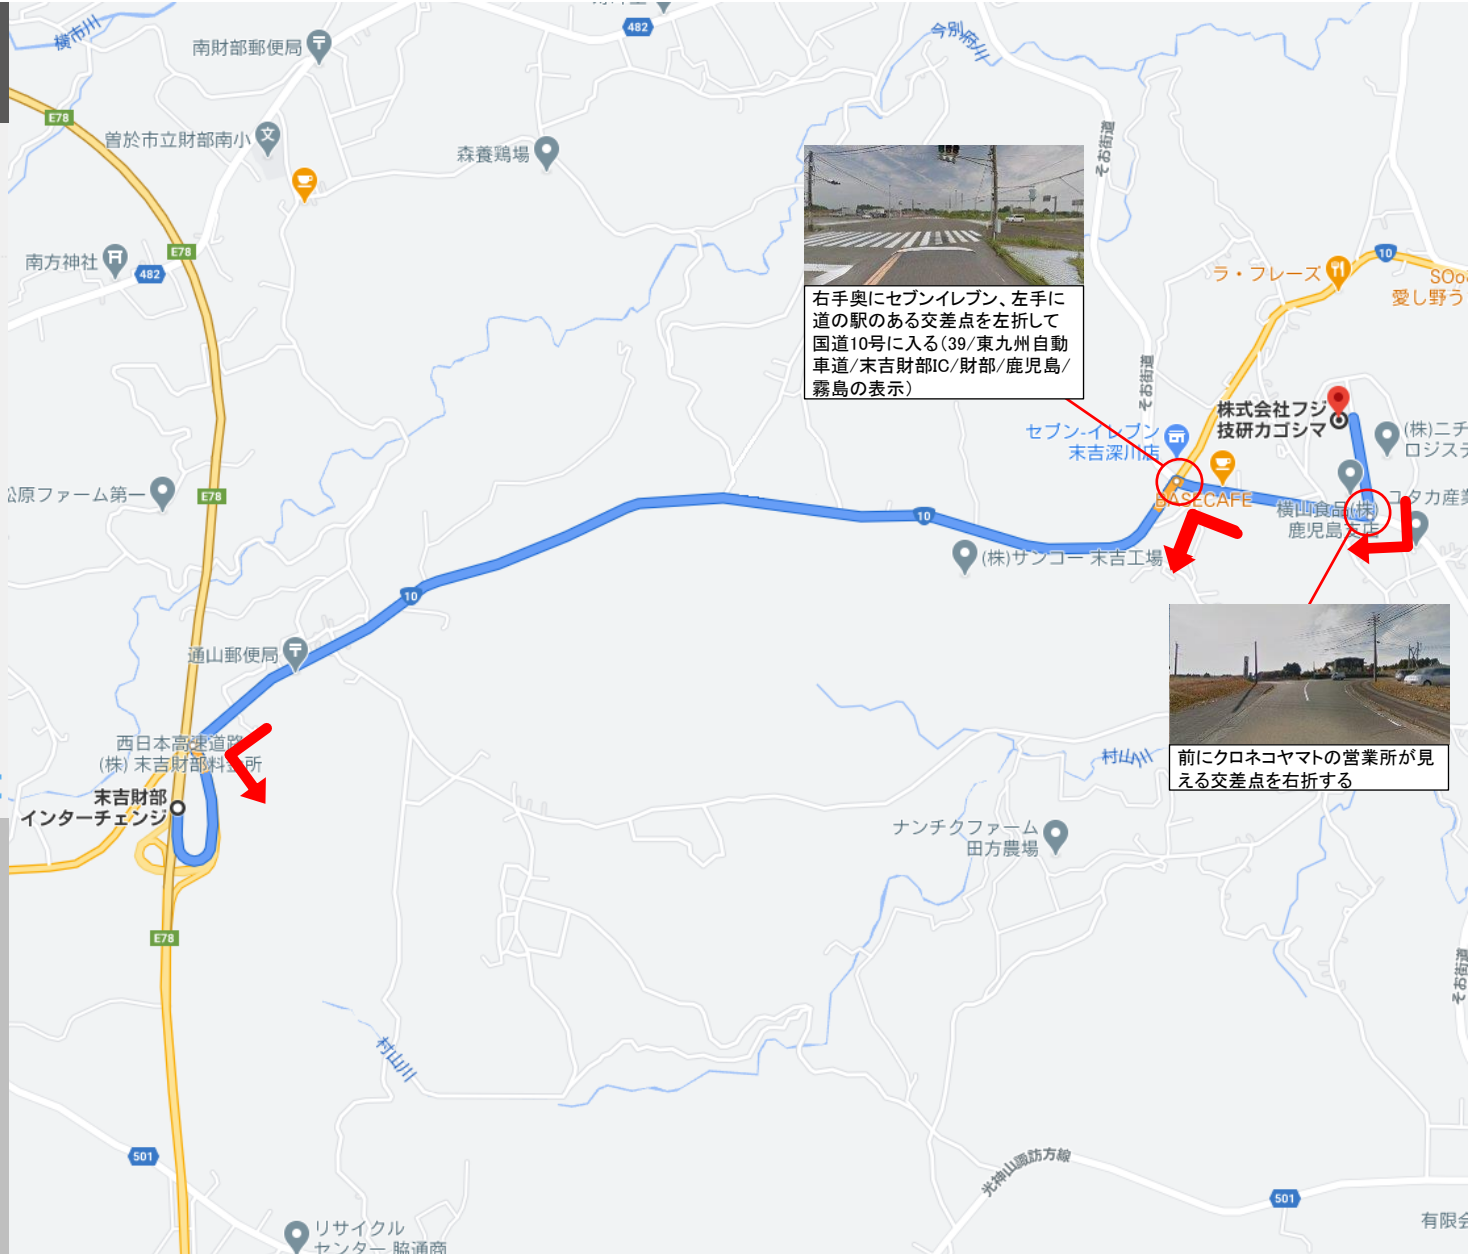 横市川
南財部郵便局
482
今別府川
E78
曽於市立財部南小
森養鶏場
そお街道
E78
南方神社
482
10
ラ・フレーズ
愛し野う
右手奥にセブンイレブン、左手に
道の駅のある交差点を左折して
国道10号に入る(39/東九州自動
車道/末吉財部IC/財部/鹿児島/
霧島の表示)
そお街道
株式会社フジ
技研カゴシマ
(株)ニチ
ロジステ
セブン-イレブン
末吉深川店
松原ファーム第一
E78
BASECAFE
横山食品(株)
鹿児島支店
コタカ産業
10
(株)サンコー 末吉工場
10
通山郵便局
西日本高速道路
(株) 末吉財部料金所
末吉財部
インターチェンジ
村山川
前にクロネコヤマトの営業所が見
える交差点を右折する
ナンチクファーム
田方農場
E78
そお街道
村山川
501
光神山諏訪方線
501
有限会
リサイクル
センター 脇通商